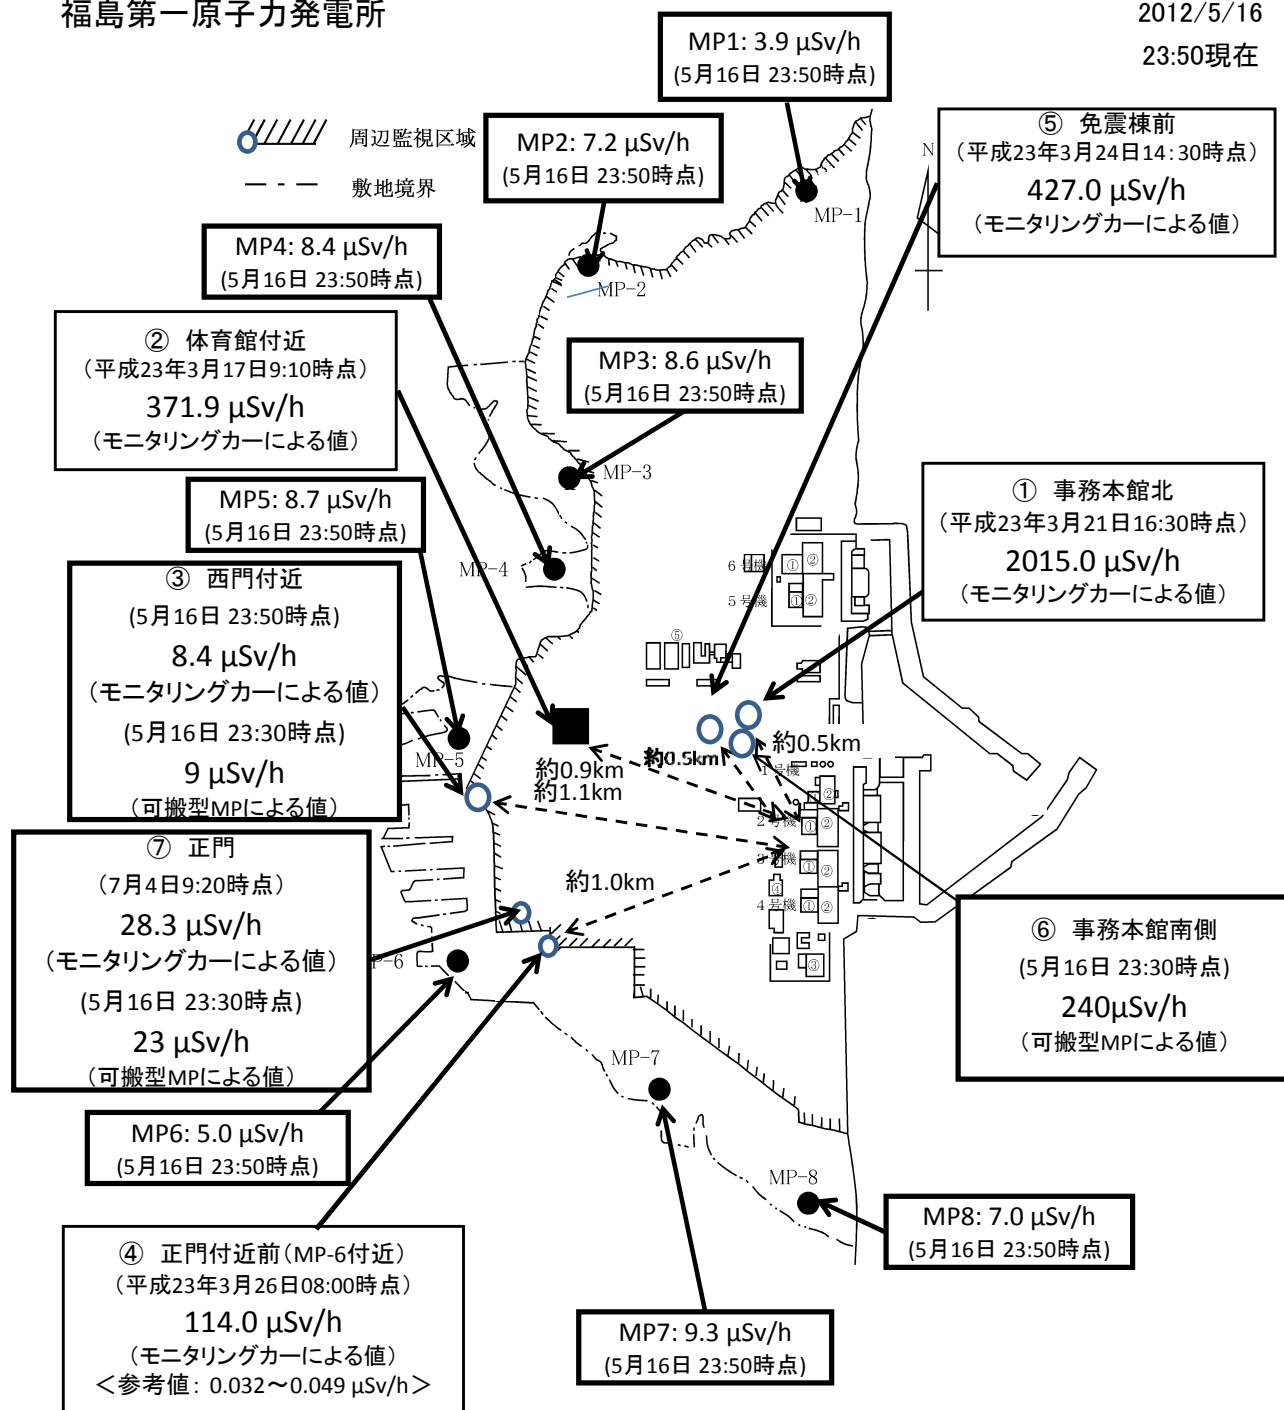 福島第一原子力発電所
2012/5/16
23:50現在
MP1: 3.9 μSv/h
(5月16日 23:50時点)
周辺監視区域
敷地境界
MP2: 7.2 μSv/h
(5月16日 23:50時点)
⑤ 免震棟前
（平成23年3月24日14:30時点）
427.0 μSv/h
（モニタリングカーによる値）
N
MP-1
MP4: 8.4 μSv/h
(5月16日 23:50時点)
MP-2
② 体育館付近
（平成23年3月17日9:10時点）
371.9 μSv/h
（モニタリングカーによる値）
MP3: 8.6 μSv/h
(5月16日 23:50時点)
MP-3
MP5: 8.7 μSv/h
(5月16日 23:50時点)
① 事務本館北
（平成23年3月21日16:30時点）
2015.0 μSv/h
（モニタリングカーによる値）
MP-4
6号機
① ②
5号機
① ②
③ 西門付近
(5月16日 23:50時点)
8.4 μSv/h
（モニタリングカーによる値）
(5月16日 23:30時点)
9 μSv/h
（可搬型MPによる値）
⑤
MP-5
約0.9km
約1.1km
約0.5km
約0.5km
1号機
②
2号機
① ②
3号機
① ②
④
4号機
① ②
③
約1.0km
⑦ 正門
（7月4日9:20時点）
28.3 μSv/h
（モニタリングカーによる値）
(5月16日 23:30時点)
23 μSv/h
（可搬型MPによる値）
P-6
⑥ 事務本館南側
(5月16日 23:30時点)
240μSv/h
（可搬型MPによる値）
MP-7
MP6: 5.0 μSv/h
(5月16日 23:50時点)
MP-8
MP8: 7.0 μSv/h
(5月16日 23:50時点)
④ 正門付近前（MP-6付近）
（平成23年3月26日08:00時点）
114.0 μSv/h
（モニタリングカーによる値）
＜参考値: 0.032～0.049 μSv/h＞
MP7: 9.3 μSv/h
(5月16日 23:50時点)